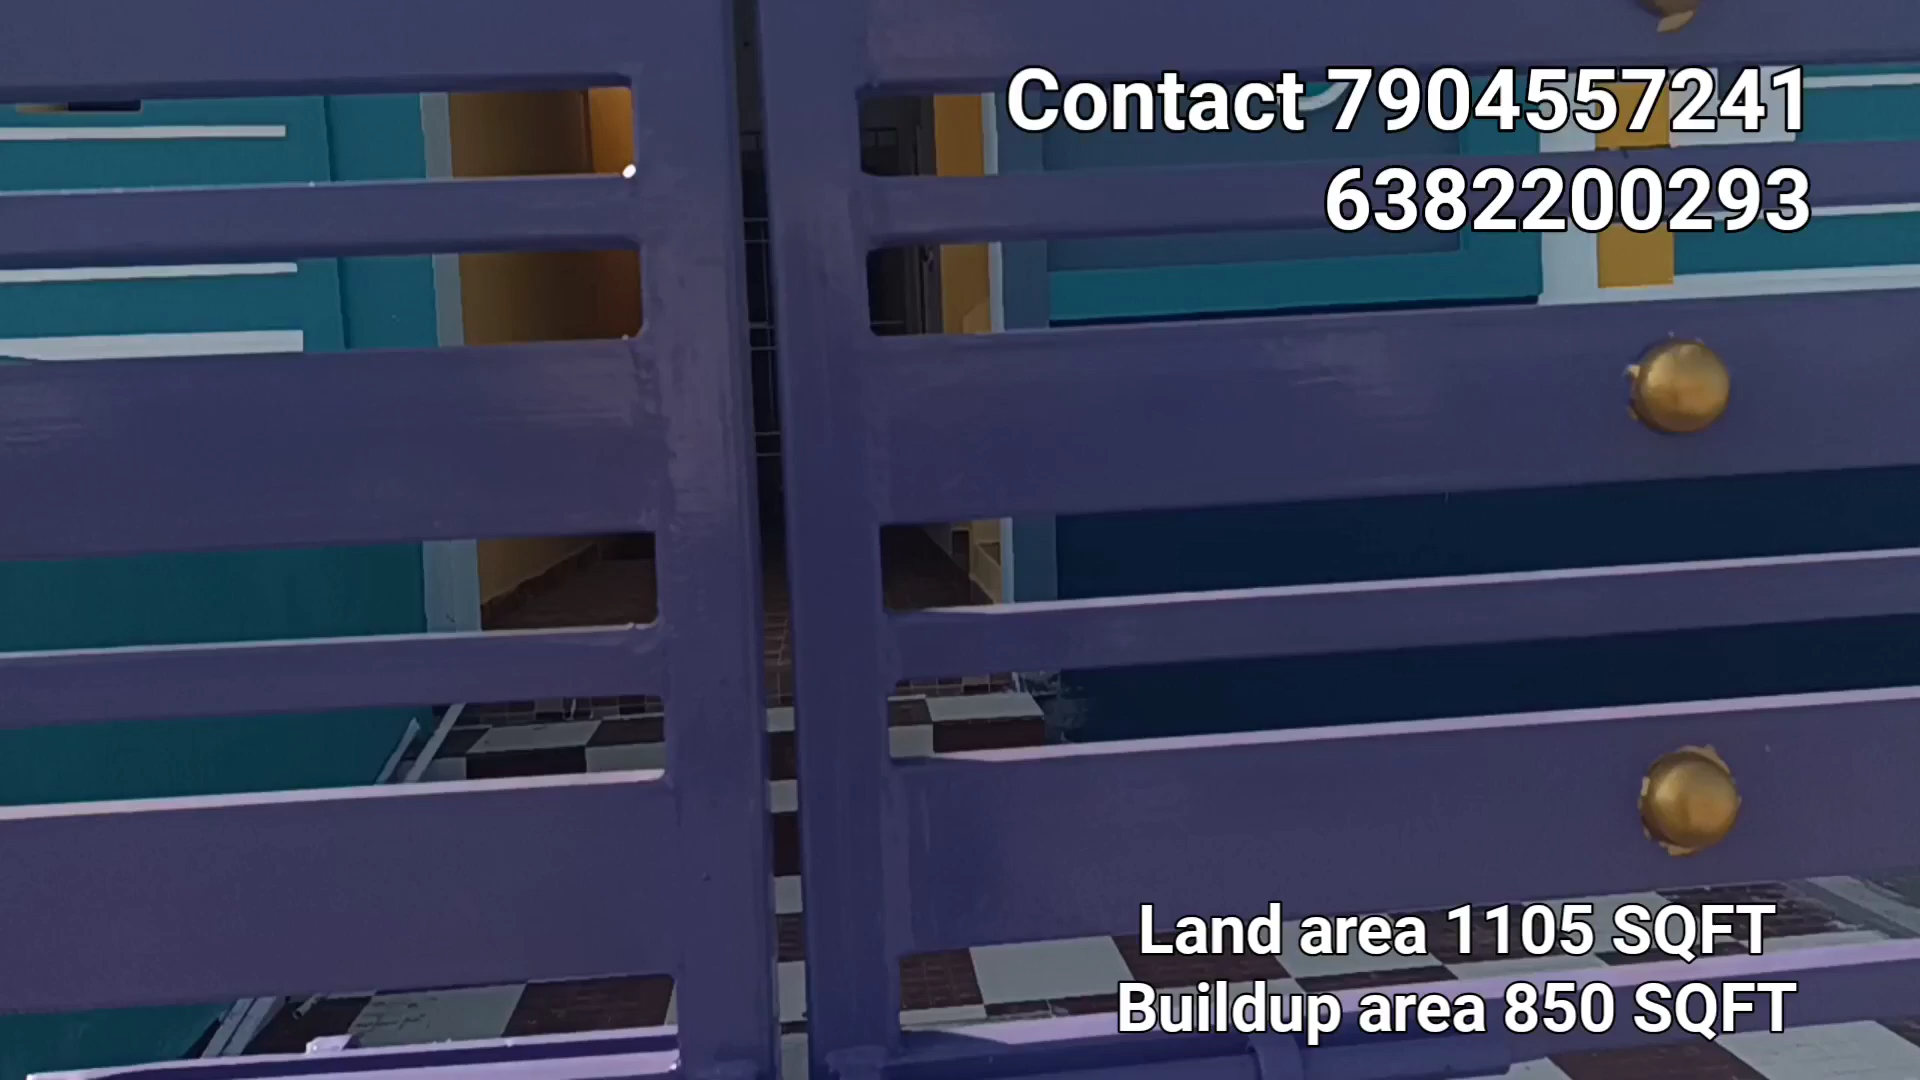 Contact 7904557241
6382200293
Land area 1105 SQFT
Buildup area 850 SQFT